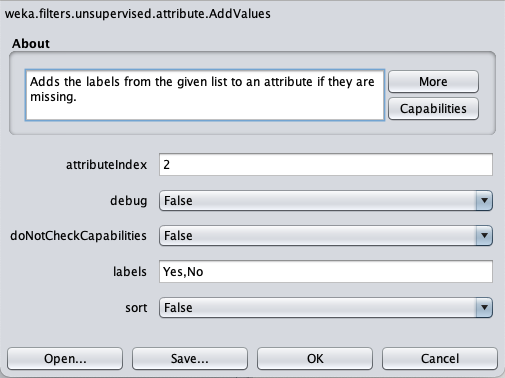 weka.filters.unsupervised.attribute.AddValues
About
Adds the labels from the given list to an attribute if they are
missing.
More
Capabilities
attributeIndex 2
debug False
doNotCheckCapabilities False
labels Yes,No
sort False
Open... Save... OK Cancel